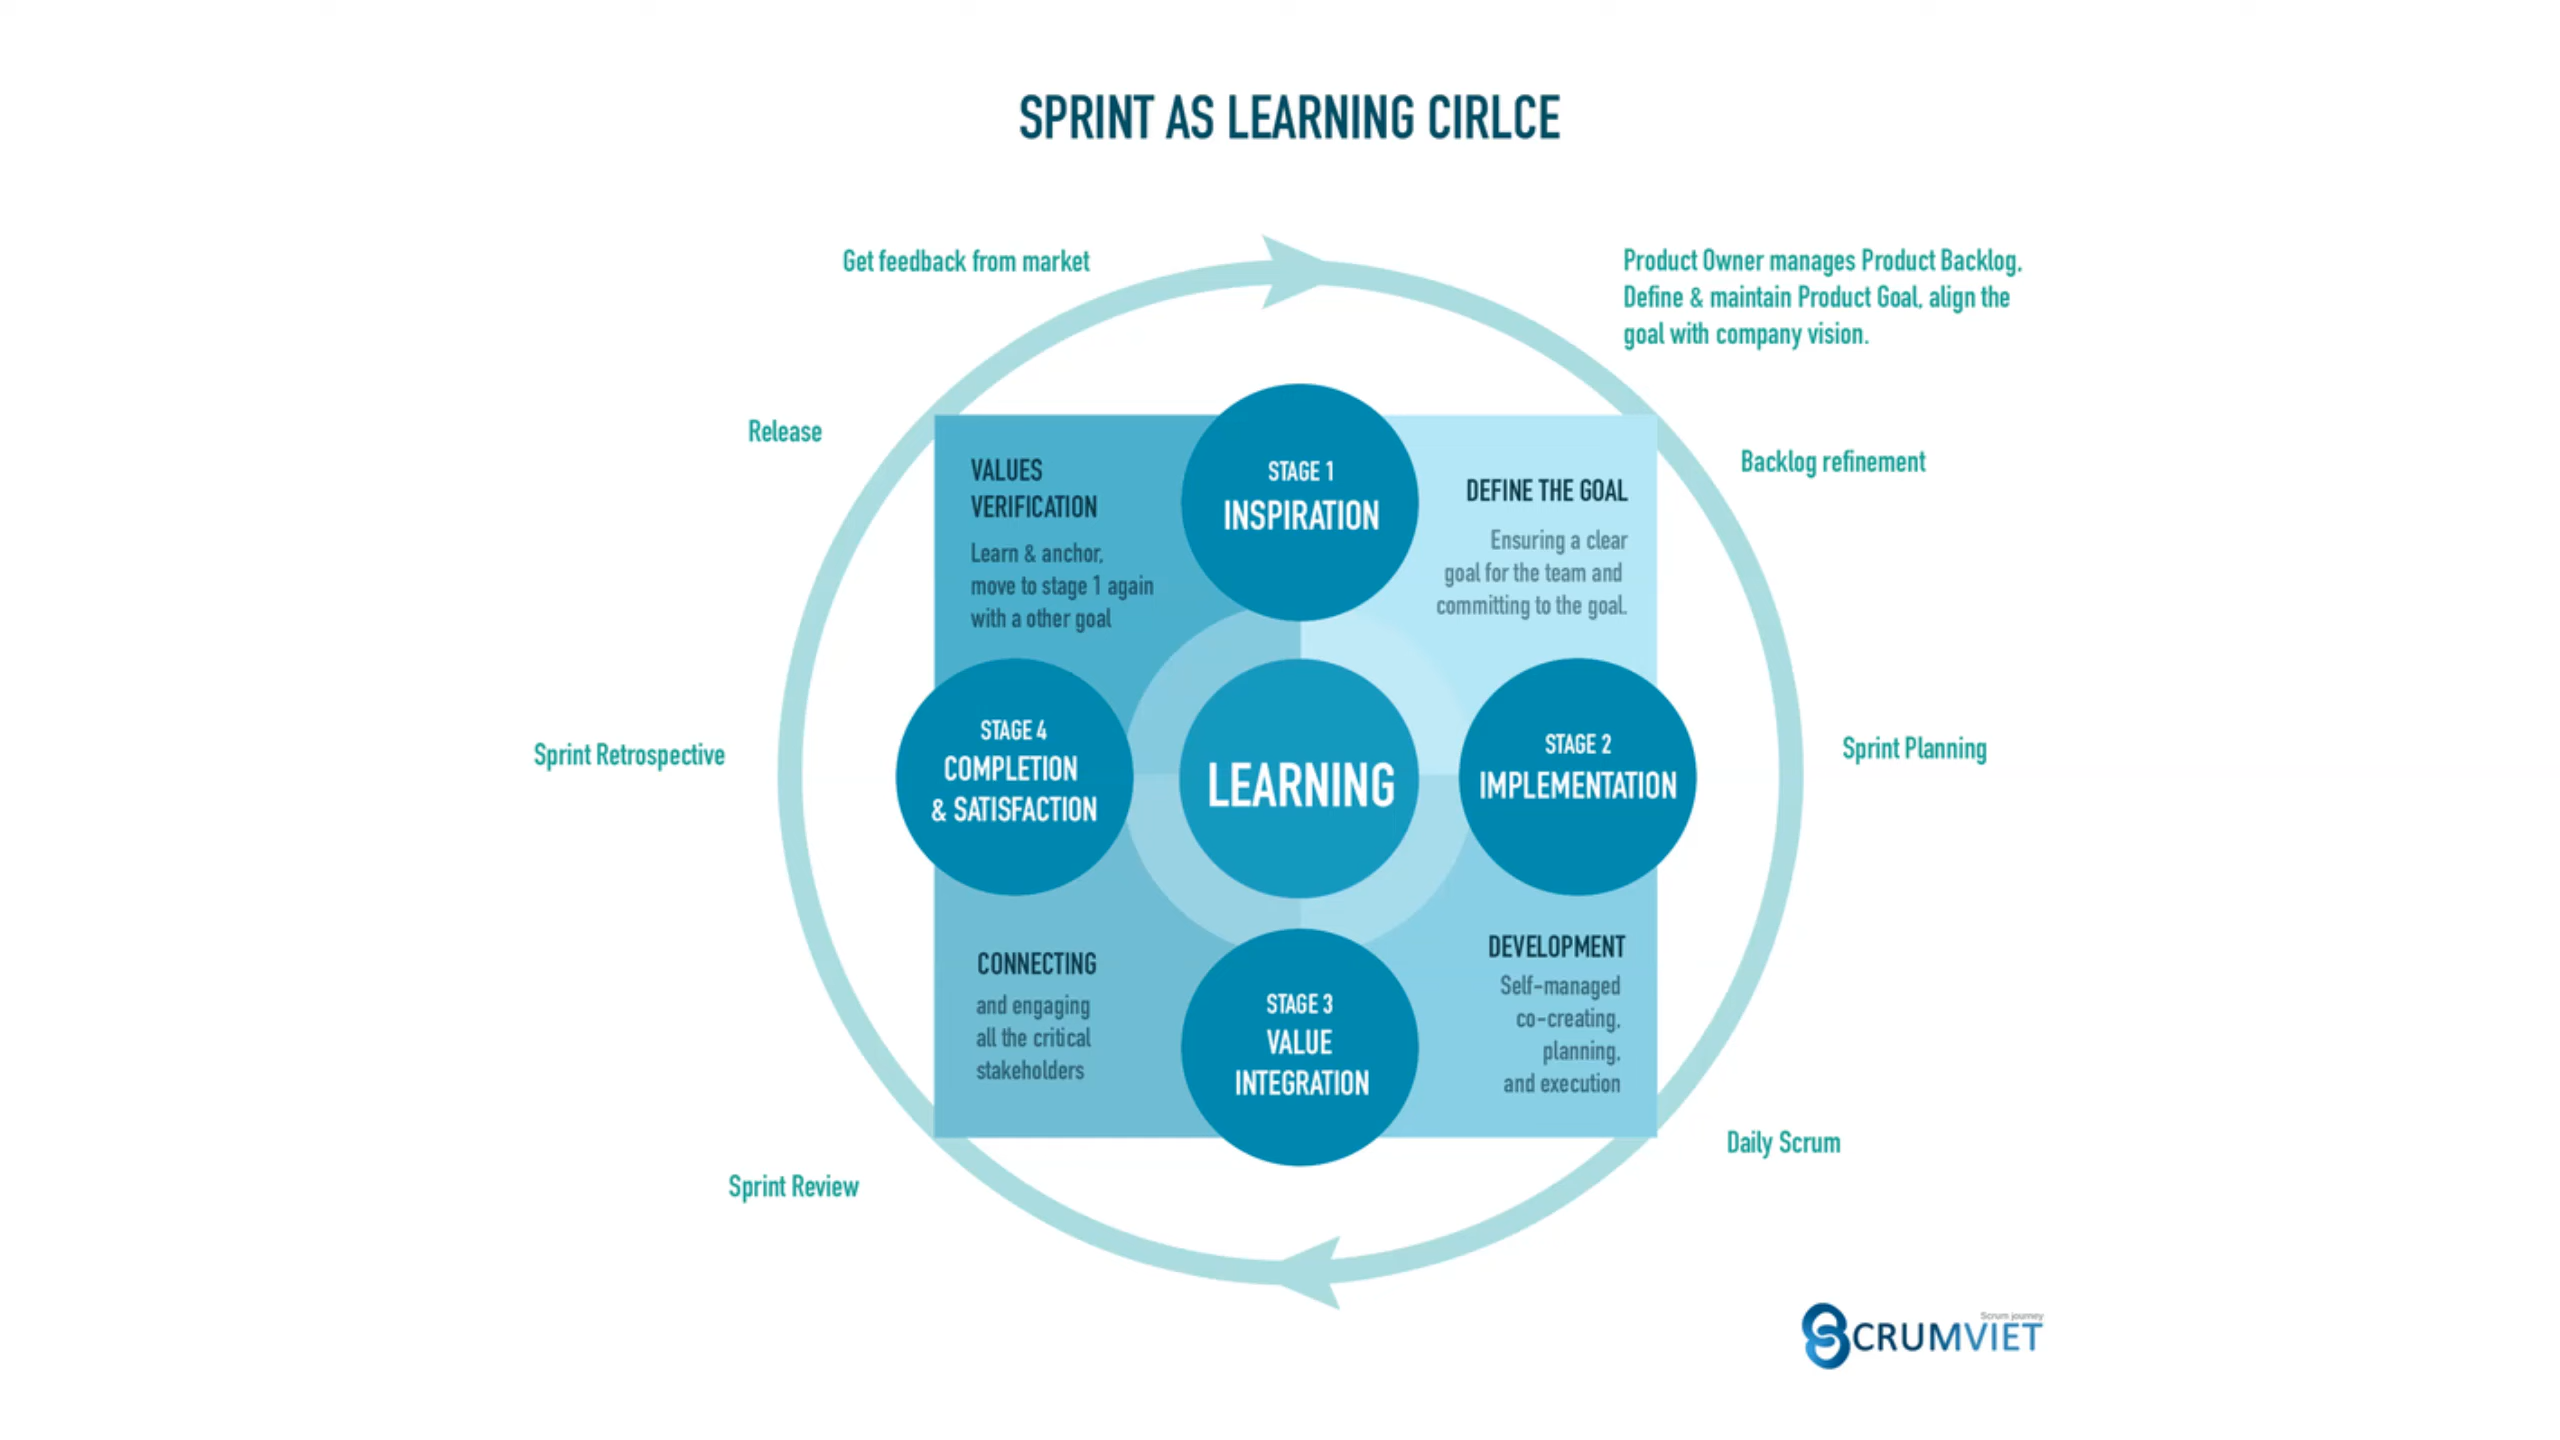 SPRINT AS LEARNING CIRLCE
Get feedback from market
Product Owner manages Product Backlog,
Define & maintain Product Goal, align the
goal with company vision.
Release
Backlog refinement
VALUES
VERIFICATION
Learn & anchor,
move to stage 1 again
with a other goal
STAGE 1
INSPIRATION
DEFINE THE GOAL
Ensuring a clear
goal for the team and
committing to the goal.
Sprint Retrospective
STAGE 4
COMPLETION
& SATISFACTION
LEARNING
STAGE 2
IMPLEMENTATION
Sprint Planning
CONNECTING
and engaging
all the critical
stakeholders
STAGE 3
VALUE
INTEGRATION
DEVELOPMENT
Self-managed
co-creating,
planning,
and execution
Daily Scrum
Sprint Review
Scrum journey
SCRUMVIET